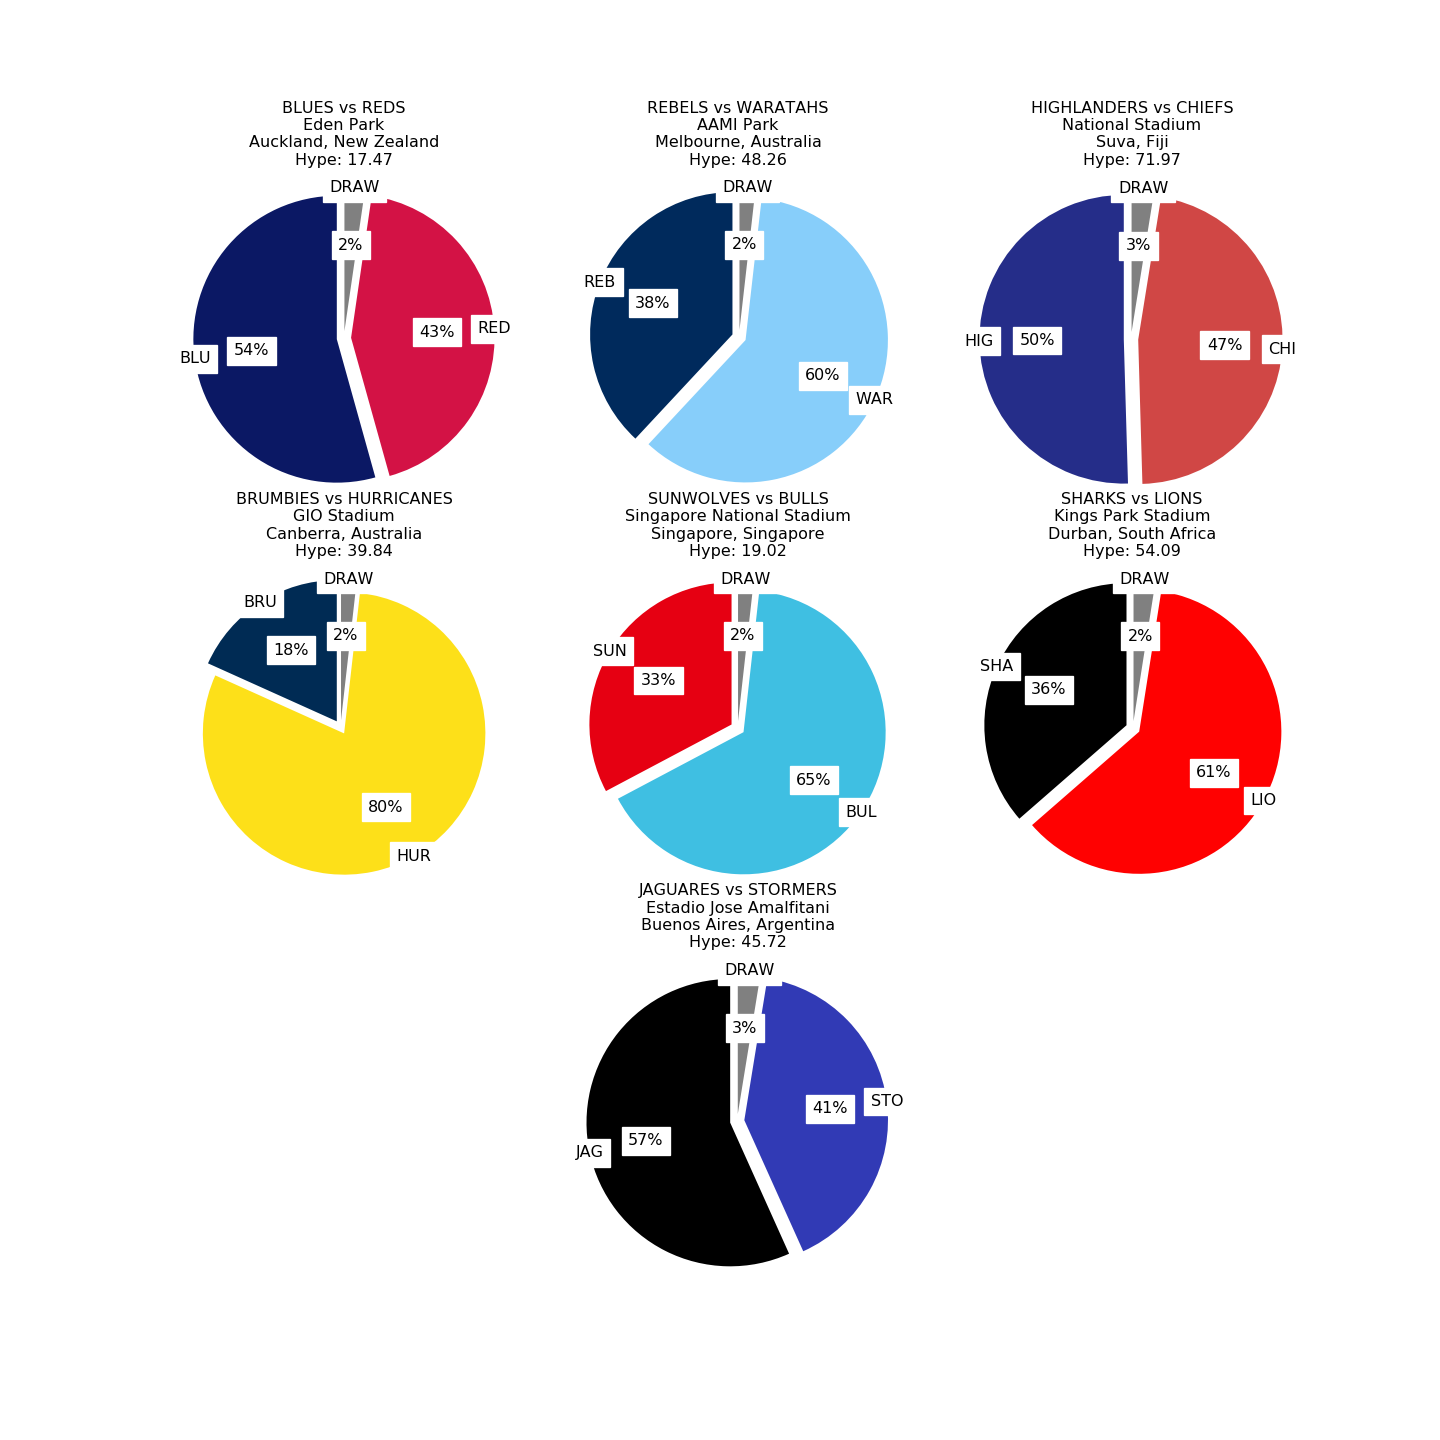 BLUES vs REDS
Eden Park
Auckland, New Zealand
Hype: 17.47
DRAW
2%
43%
RED
54%
BLU
REBELS vs WARATAHS
AAMI Park
Melbourne, Australia
Hype: 48.26
DRAW
2%
REB
38%
60%
WAR
HIGHLANDERS vs CHIEFS
National Stadium
Suva, Fiji
Hype: 71.97
DRAW
3%
HIG
50%
47%
CHI
BRUMBIES vs HURRICANES
GIO Stadium
Canberra, Australia
Hype: 39.84
DRAW
BRU
2%
18%
80%
HUR
SUNWOLVES vs BULLS
Singapore National Stadium
Singapore, Singapore
Hype: 19.02
DRAW
2%
SUN
33%
65%
BUL
SHARKS vs LIONS
Kings Park Stadium
Durban, South Africa
Hype: 54.09
DRAW
2%
SHA
36%
61%
LIO
JAGUARES vs STORMERS
Estadio Jose Amalfitani
Buenos Aires, Argentina
Hype: 45.72
DRAW
3%
41%
STO
57%
JAG